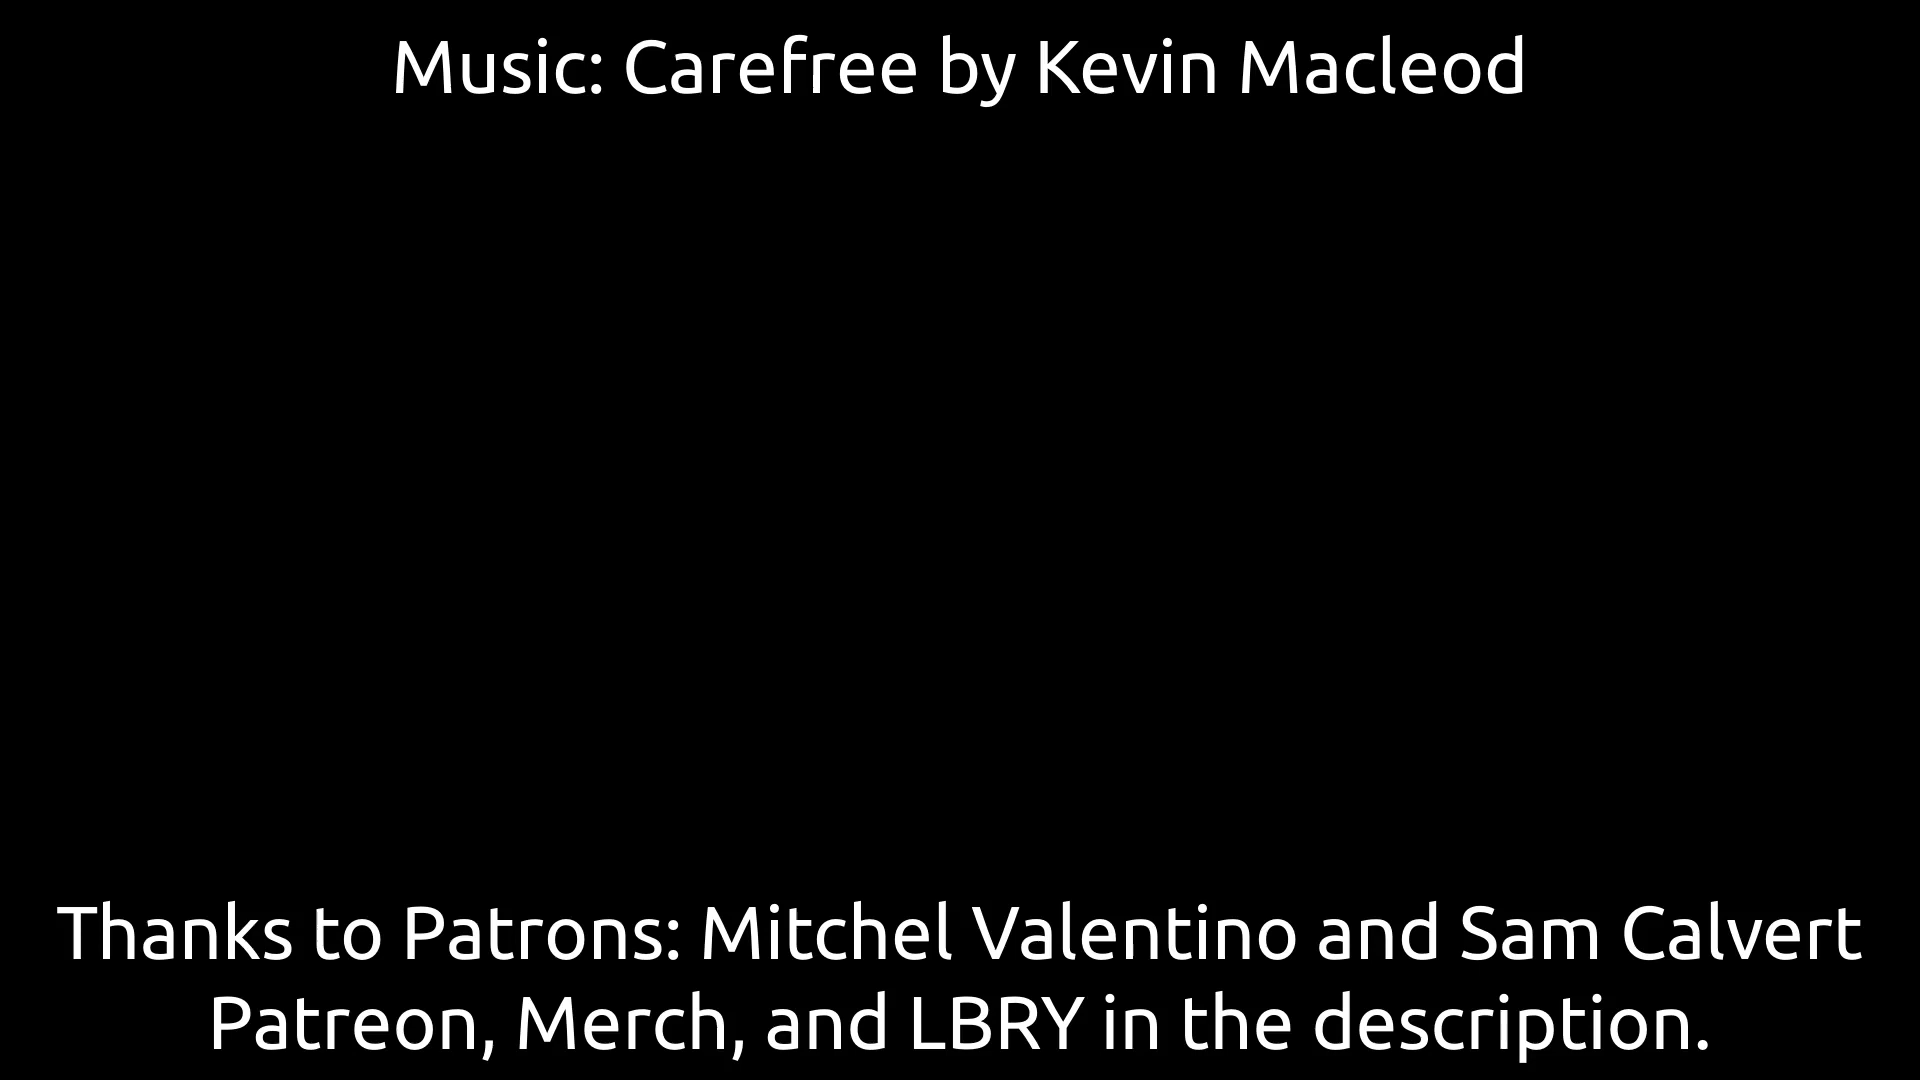 Music: Carefree by Kevin Macleod
Thanks to Patrons: Mitchel Valentino and Sam Calvert
Patreon, Merch, and LBRY in the description.